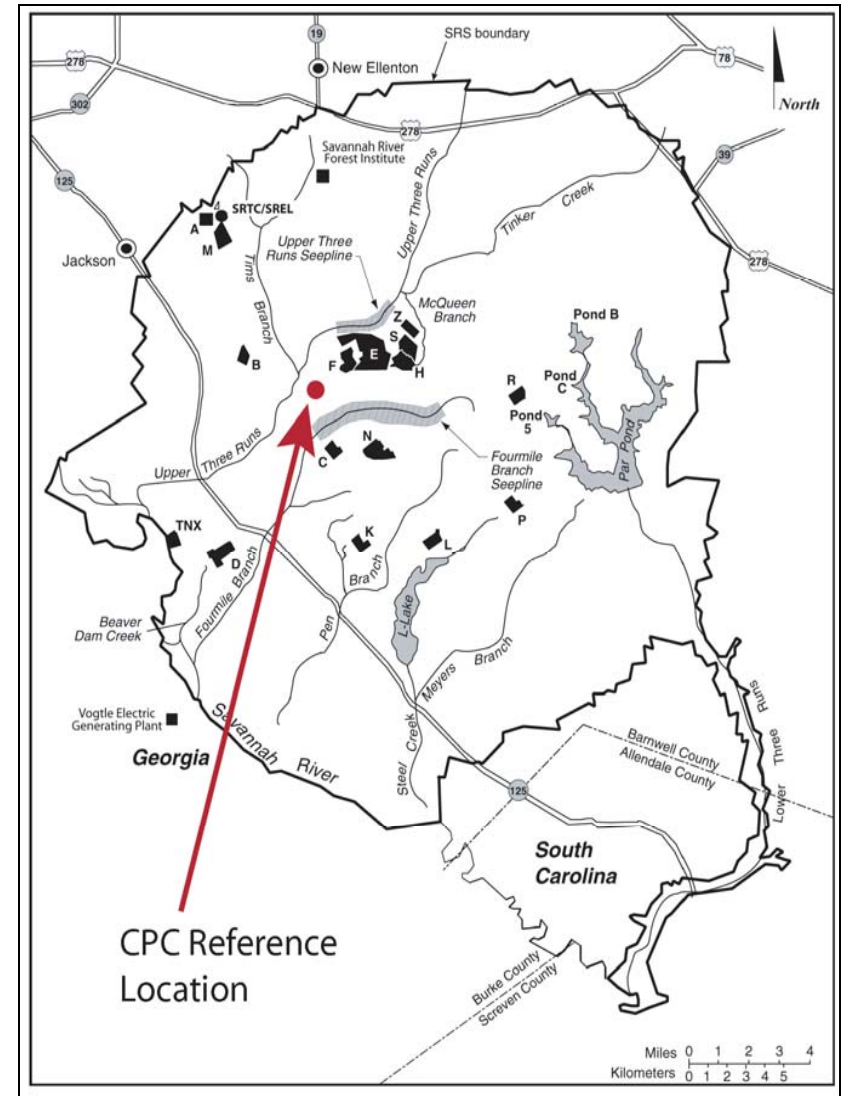 19
SRS boundary
278
New Ellenton
78
302
North
278
Savannah River
Forest Institute
39
125
Upper Three Runs
Tinker Creek
4
SRTC/SREL
A
M
Upper Three
Runs Seepline
Jackson
278
Tims Branch
McQueen
Branch
Z
Pond B
S
E
B
F
H
R
Pond
C
Pond
5
Par Pond
C
N
Upper Three Runs
Fourmile
Branch
Seepline
P
TNX
K
L
D
Fourmile Branch
Pen Branch
L-Lake
Beaver
Dam Creek
Meyers Branch
Steel Creek
Vogtle Electric
Generating Plant
Georgia
Savannah River
Barnwell County
Allendale County
Lower Three Runs
125
South
Carolina
CPC Reference
Location
Burke County
Screven County
Miles 0 1 2 3 4
Kilometers 0 1 2 3 4 5